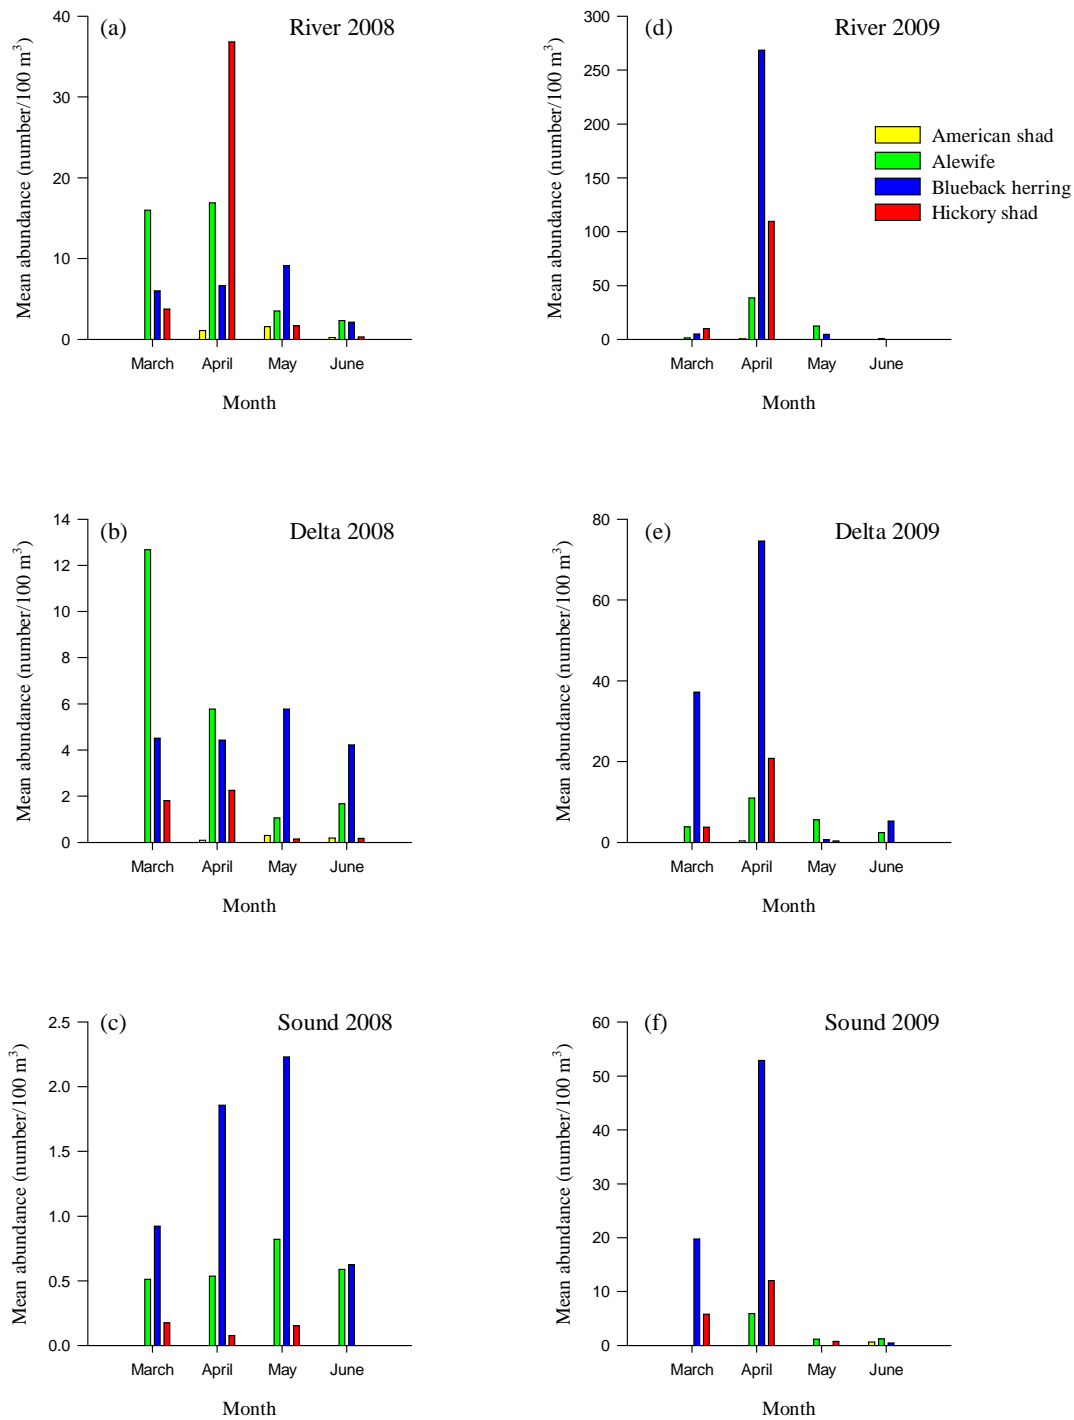 (a) River 2008
Mean abundance (number/100 m³)
40
30
20
10
0
March April May June
Month
(d) River 2009
Mean abundance (number/100 m³)
300
250
200
150
100
50
0
March April May June
Month
American shad
Alewife
Blueback herring
Hickory shad
(b) Delta 2008
Mean abundance (number/100 m³)
14
12
10
8
6
4
2
0
March April May June
Month
(e) Delta 2009
Mean abundance (number/100 m³)
80
60
40
20
0
March April May June
Month
(c) Sound 2008
Mean abundance (number/100 m³)
2.5
2.0
1.5
1.0
0.5
0.0
March April May June
Month
(f) Sound 2009
Mean abundance (number/100 m³)
60
50
40
30
20
10
0
March April May June
Month